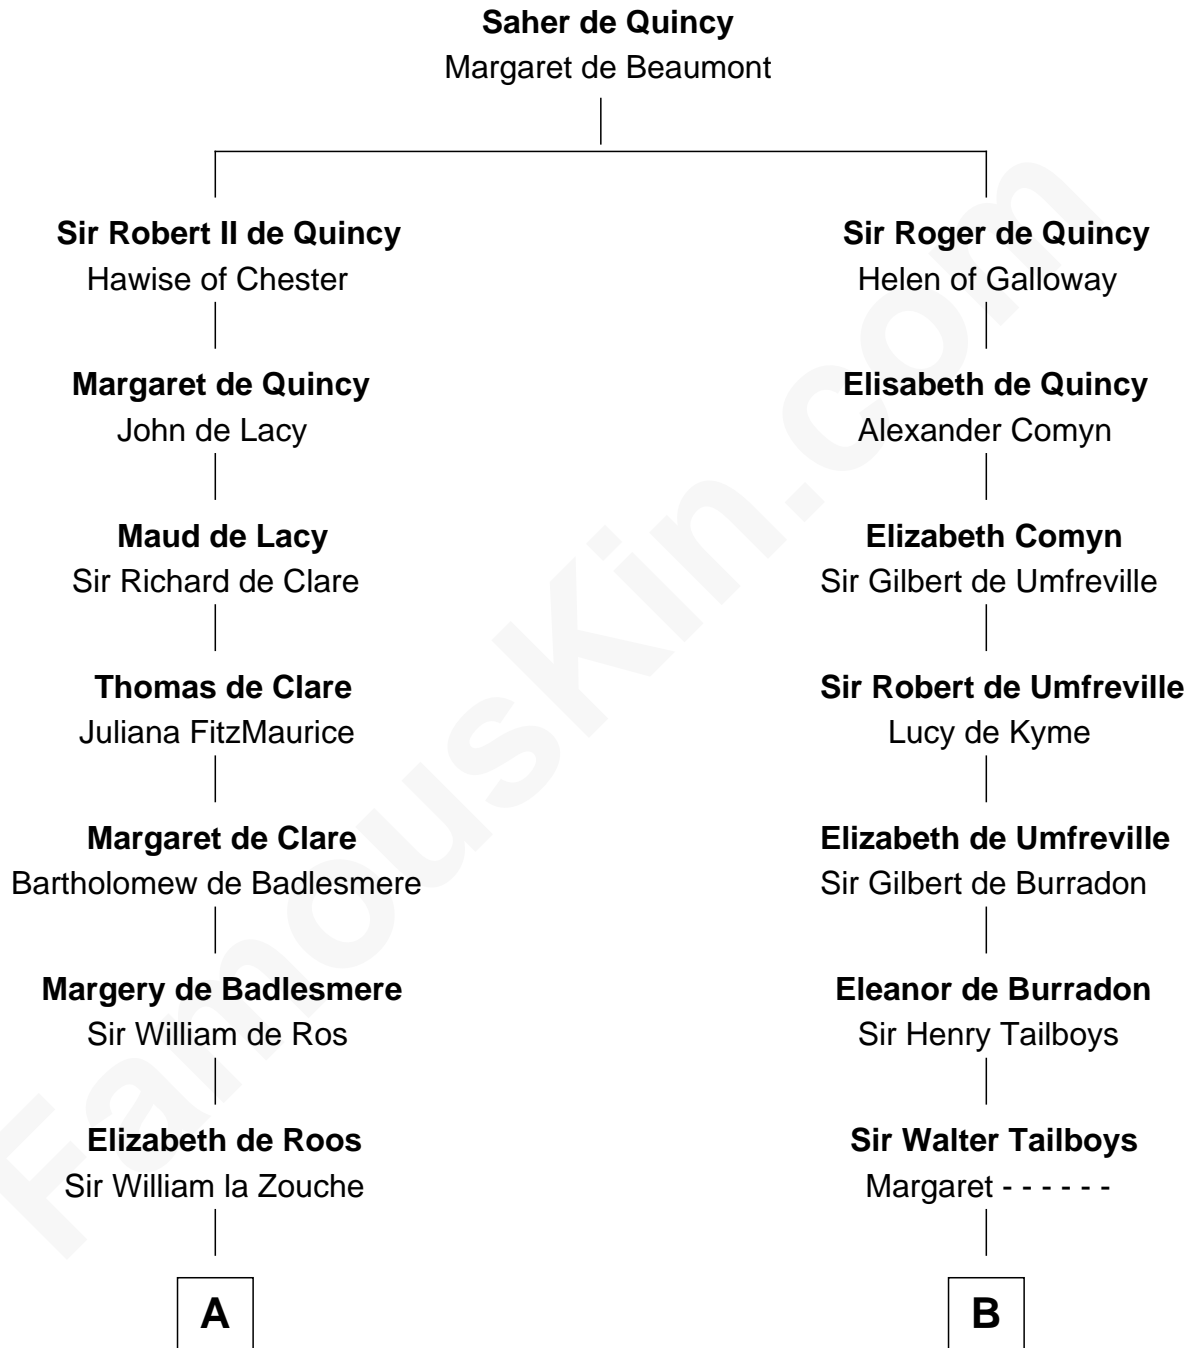 Saher de Quincy
Margaret de Beaumont
Sir Robert II de Quincy
Hawise of Chester
Sir Roger de Quincy
Helen of Galloway
Margaret de Quincy
John de Lacy
Elisabeth de Quincy
Alexander Comyn
Maud de Lacy
Sir Richard de Clare
Elizabeth Comyn
Sir Gilbert de Umfreville
Thomas de Clare
Juliana FitzMaurice
Sir Robert de Umfreville
Lucy de Kyme
Margaret de Clare
Bartholomew de Badlesmere
Elizabeth de Umfreville
Sir Gilbert de Burradon
Margery de Badlesmere
Sir William de Ros
Eleanor de Burradon
Sir Henry Tailboys
Elizabeth de Roos
Sir William la Zouche
Sir Walter Tailboys
Margaret - - - - - -
A
B
FamousKin.com